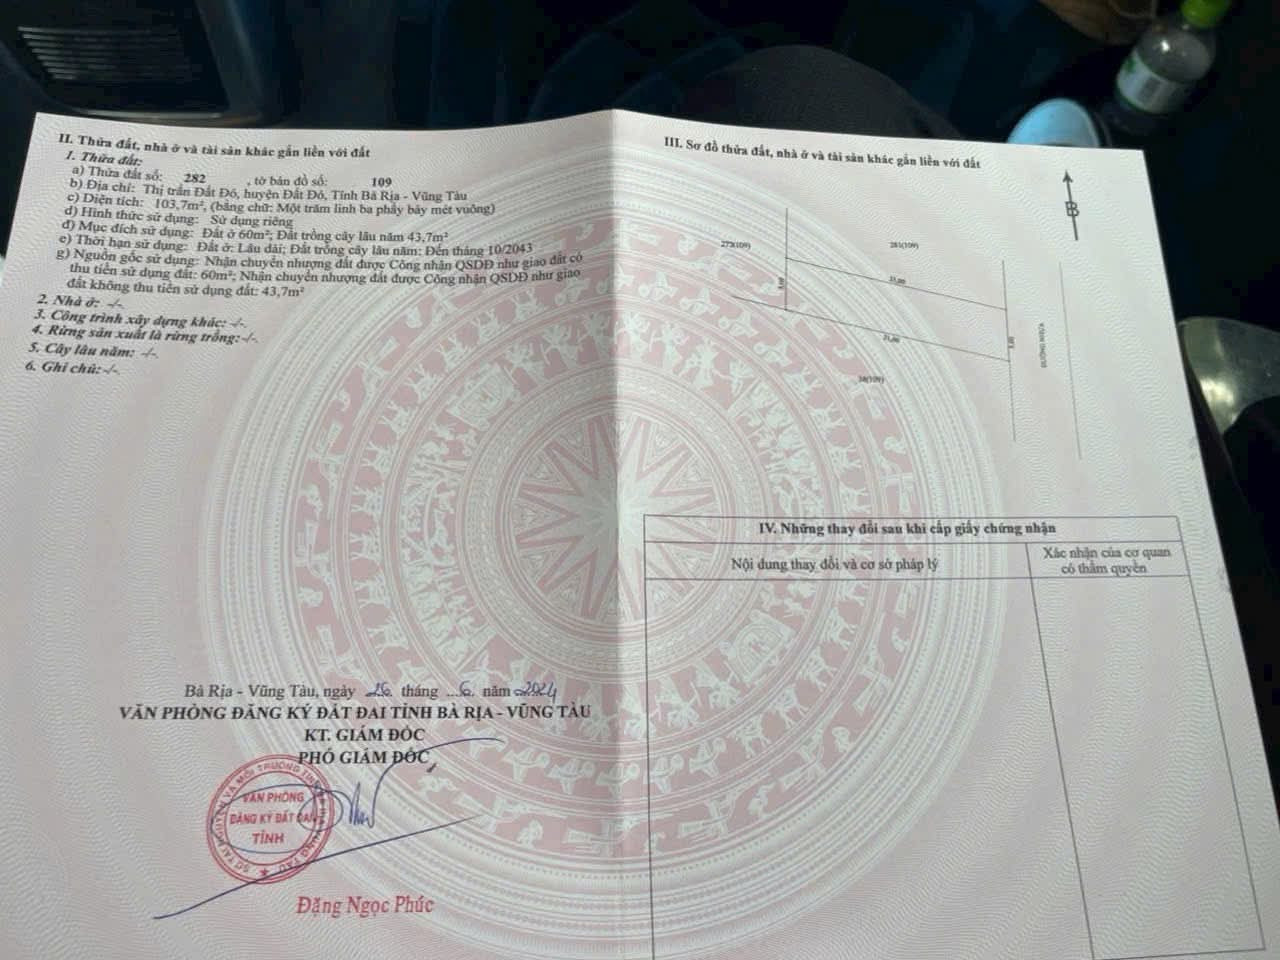 II. Thửa đất, nhà ở và tài sản khác gắn liền với đất
1. Thửa đất:
a) Thửa đất số: 282 , tờ bản đồ số: 109
b) Địa chỉ: Thị trấn Đất Đỏ, huyện Đất Đỏ, Tỉnh Bà Rịa - Vũng Tàu
c) Diện tích: 103,7m², (bằng chữ: Một trăm linh ba phẩy bảy mét vuông)
d) Hình thức sử dụng: Sử dụng riêng
đ) Mục đích sử dụng: Đất ở 60m²; Đất trồng cây lâu năm 43,7m²
e) Thời hạn sử dụng: Đất ở: Lâu dài; Đất trồng cây lâu năm: Đến tháng 10/2043
g) Nguồn gốc sử dụng: Nhận chuyển nhượng đất được Công nhận QSDĐ như giao đất có
thu tiền sử dụng đất: 60m²; Nhận chuyển nhượng đất được Công nhận QSDĐ như giao
đất không thu tiền sử dụng đất: 43,7m²
2. Nhà ở: -/-.
3. Công trình xây dựng khác: -/-.
4. Rừng sản xuất là rừng trồng:-/-.
5. Cây lâu năm: -/-.
6. Ghi chú:-/-.
Bà Rịa - Vũng Tàu, ngày 26 tháng 6 năm 2024
VĂN PHÒNG ĐĂNG KÝ ĐẤT ĐAI TỈNH BÀ RỊA - VŨNG TÀU
KT. GIÁM ĐỐC
PHÓ GIÁM ĐỐC
VĂN PHÒNG
ĐĂNG KÝ ĐẤT ĐAI
TỈNH
Đặng Ngọc Phúc
III. Sơ đồ thửa đất, nhà ở và tài sản khác gắn liền với đất
B
281(109)
21,00
21,00
ĐƯỜNG
IV. Những thay đổi sau khi cấp giấy chứng nhận
Nội dung thay đổi và cơ sở pháp lý
Xác nhận của cơ quan
có thẩm quyền